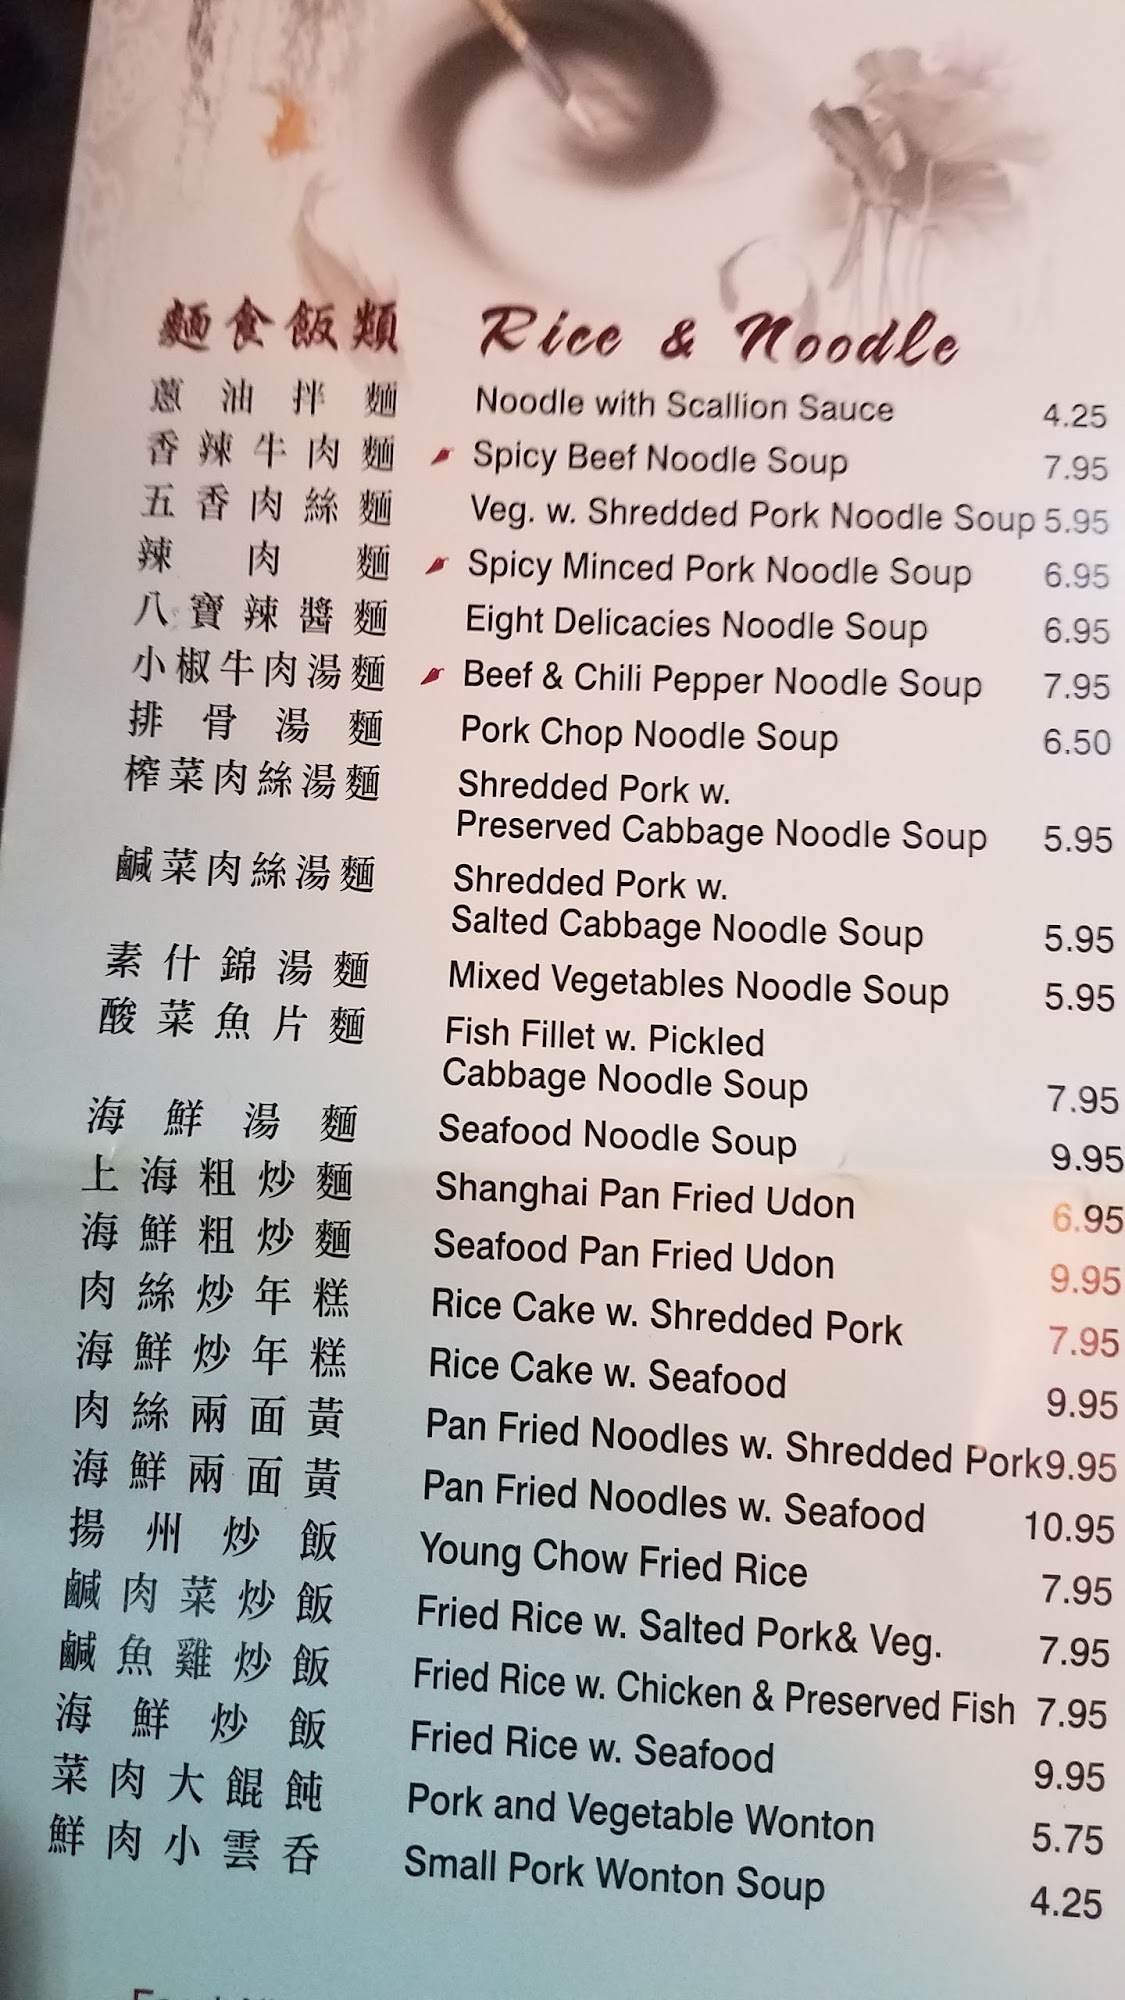 麵食飯類 Rice & Noodle
蔥油拌麵 Noodle with Scallion Sauce 4.25
香辣牛肉麵 Spicy Beef Noodle Soup 7.95
五香肉絲麵 Veg. w. Shredded Pork Noodle Soup 5.95
辣肉麵 Spicy Minced Pork Noodle Soup 6.95
八寶辣醬麵 Eight Delicacies Noodle Soup 6.95
小椒牛肉湯麵 Beef & Chili Pepper Noodle Soup 7.95
排骨湯麵 Pork Chop Noodle Soup 6.50
榨菜肉絲湯麵 Shredded Pork w.
Preserved Cabbage Noodle Soup 5.95
鹹菜肉絲湯麵 Shredded Pork w.
Salted Cabbage Noodle Soup 5.95
素什錦湯麵 Mixed Vegetables Noodle Soup 5.95
酸菜魚片麵 Fish Fillet w. Pickled
Cabbage Noodle Soup 7.95
海鮮湯麵 Seafood Noodle Soup 9.95
上海粗炒麵 Shanghai Pan Fried Udon 6.95
海鮮粗炒麵 Seafood Pan Fried Udon 9.95
肉絲炒年糕 Rice Cake w. Shredded Pork 7.95
海鮮炒年糕 Rice Cake w. Seafood 9.95
肉絲兩面黃 Pan Fried Noodles w. Shredded Pork 9.95
海鮮兩面黃 Pan Fried Noodles w. Seafood 10.95
揚州炒飯 Young Chow Fried Rice 7.95
鹹肉菜炒飯 Fried Rice w. Salted Pork& Veg. 7.95
鹹魚雞炒飯 Fried Rice w. Chicken & Preserved Fish 7.95
海鮮炒飯 Fried Rice w. Seafood 9.95
菜肉大餛飩 Pork and Vegetable Wonton 5.75
鮮肉小雲吞 Small Pork Wonton Soup 4.25